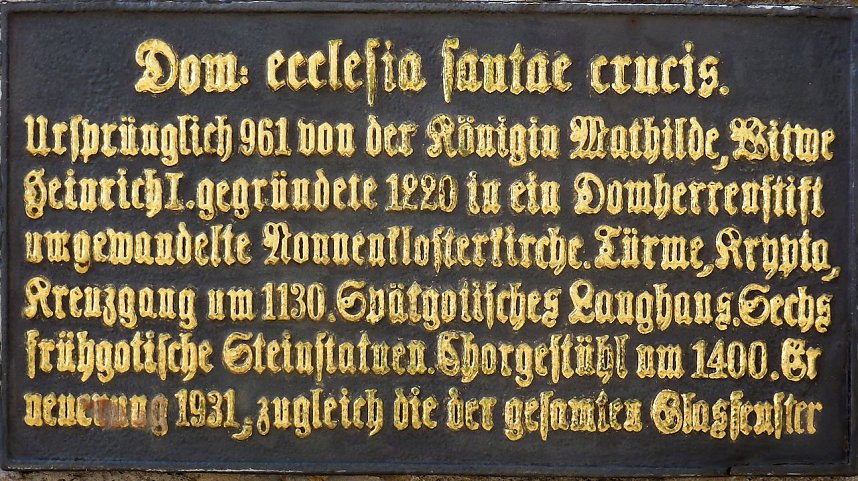 Dom: ecclesia santae crucis.
Ursprünglich 961 von der Königin Mathilde, Witwe
Heinrich I. gegründete 1220 in ein Domherrenstift
umgewandelte Nonnenklosterkirche. Türme, Krypta,
Kreuzgang um 1130. Spätgotisches Langhaus. Sechs
frühgotische Steinstatuen. Chorgestühl um 1400. Er
neuerung 1931, zugleich die der gesamten Glasfenster